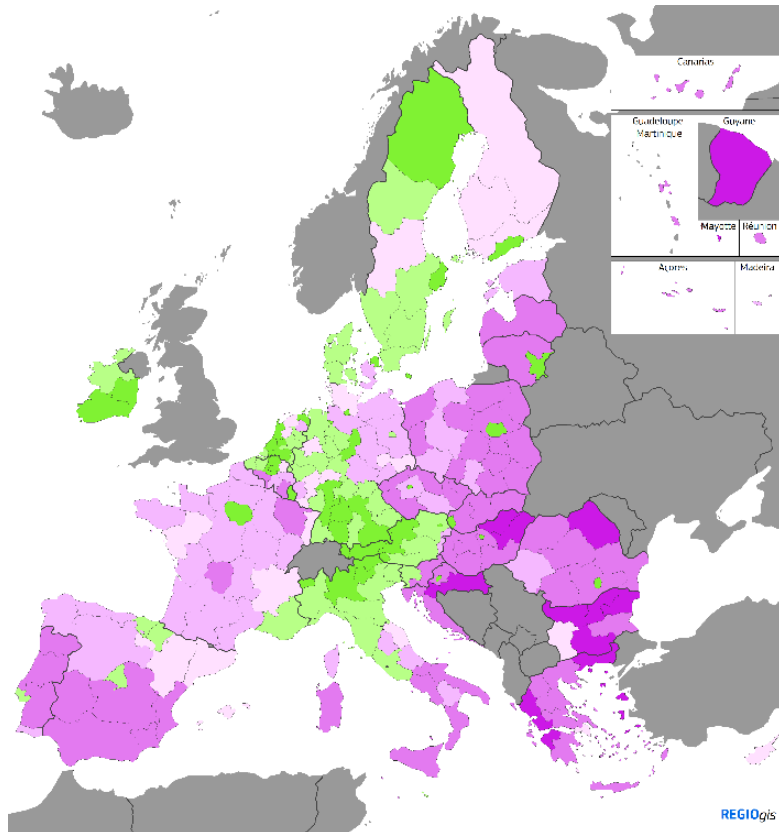 Canarias
Guadeloupe
Martinique
Guyane
Mayotte
Réunion
Açores
Madeira
REGIOgis